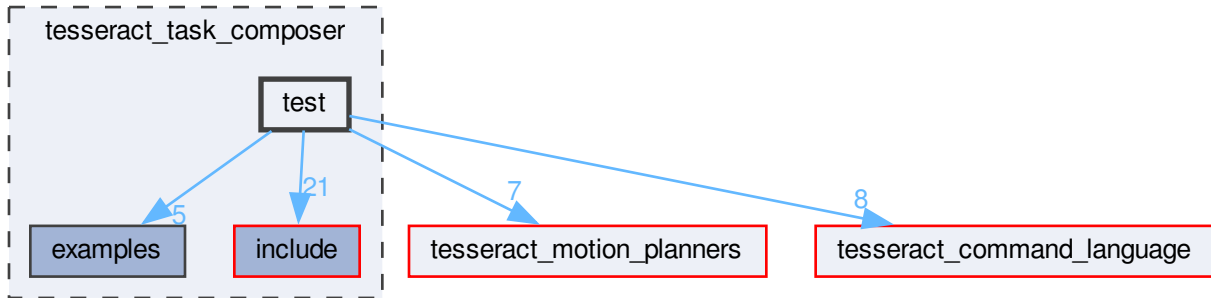 tesseract_task_composer
test
5
21
7
8
examples
include
tesseract_motion_planners
tesseract_command_language